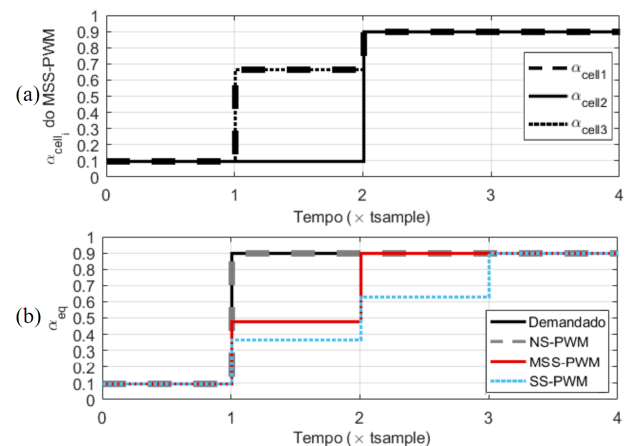 (a)
α_cell_i do MSS-PWM
1
0.9
0.8
0.7
0.6
0.5
0.4
0.3
0.2
0.1
0
α_cell1
α_cell2
α_cell3
0 1 2 3 4
Tempo (× tsample)
(b)
α_eq
1
0.9
0.8
0.7
0.6
0.5
0.4
0.3
0.2
0.1
0
Demandado
NS-PWM
MSS-PWM
SS-PWM
0 1 2 3 4
Tempo (× tsample)